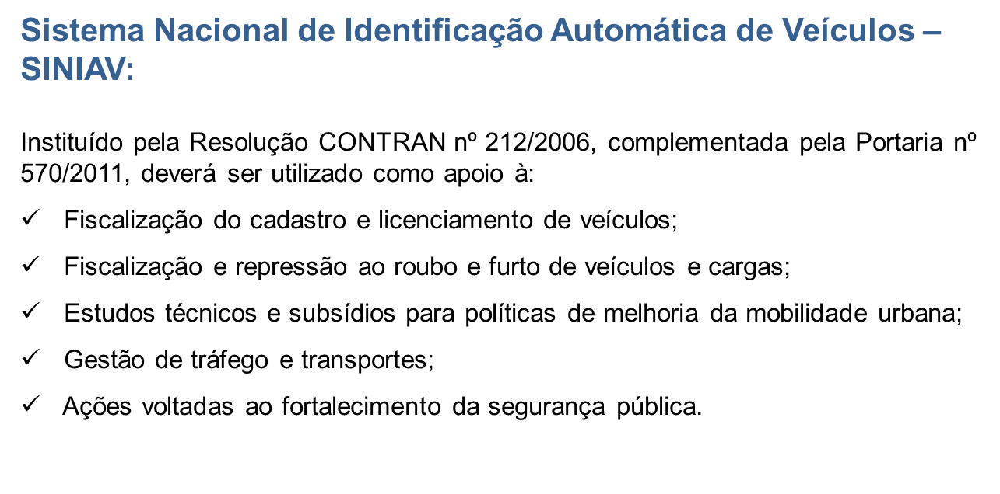 Sistema Nacional de Identificação Automática de Veículos –
SINIAV:
Instituído pela Resolução CONTRAN nº 212/2006, complementada pela Portaria nº
570/2011, deverá ser utilizado como apoio à:
✓ Fiscalização do cadastro e licenciamento de veículos;
✓ Fiscalização e repressão ao roubo e furto de veículos e cargas;
✓ Estudos técnicos e subsídios para políticas de melhoria da mobilidade urbana;
✓ Gestão de tráfego e transportes;
✓ Ações voltadas ao fortalecimento da segurança pública.